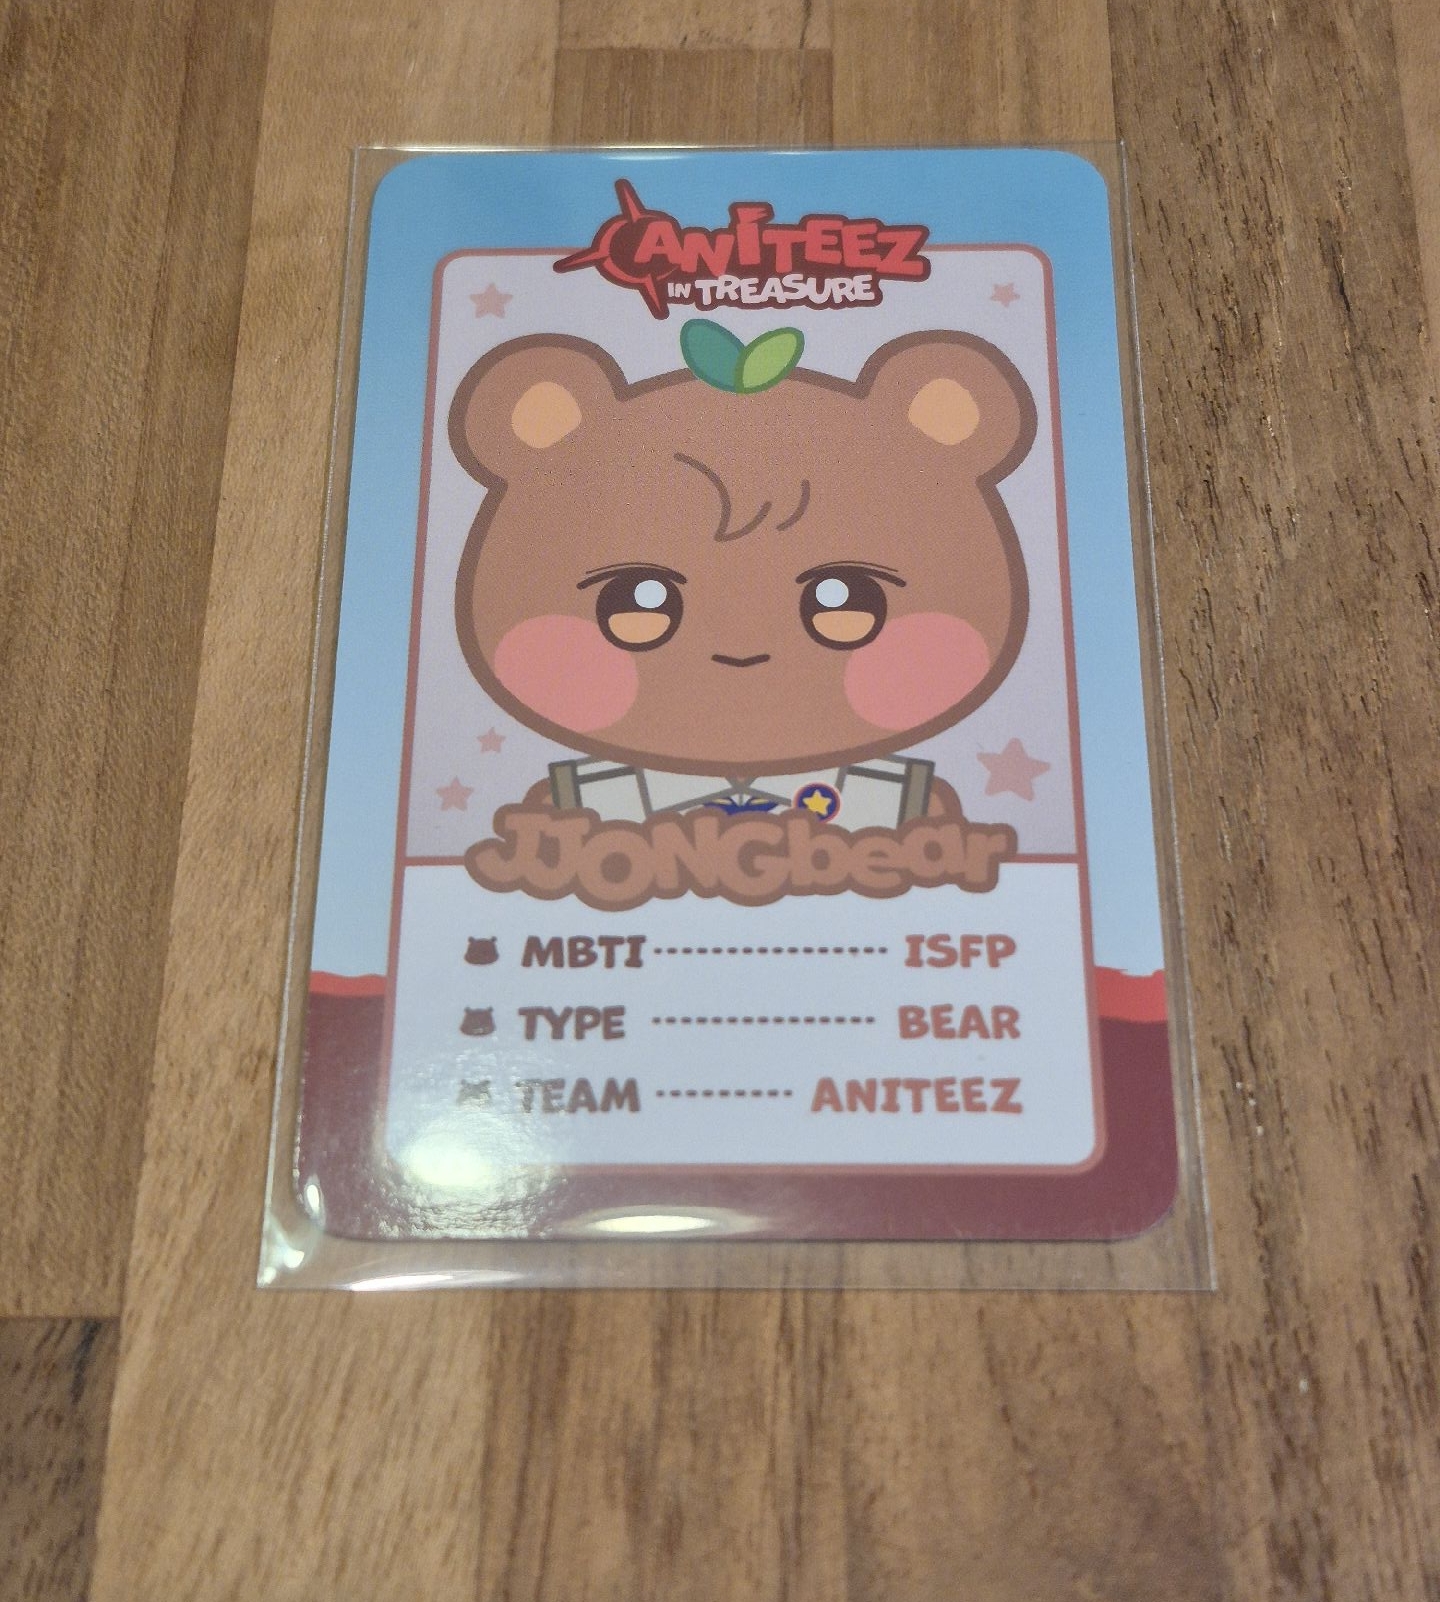 ANITEEZ
IN TREASURE
JJONGbear
MBTI --------------- ISFP
TYPE --------------- BEAR
TEAM --------- ANITEEZ